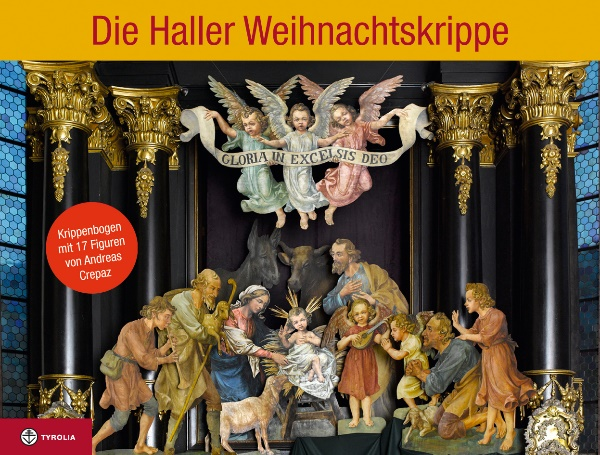 Die Haller Weihnachtskrippe
GLORIA IN EXCELSIS DEO
Krippenbogen
mit 17 Figuren
von Andreas
Crepaz
TYROLIA